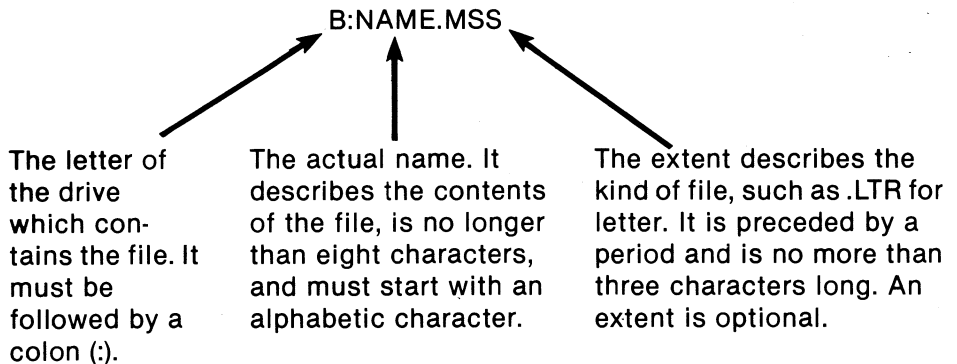 B:NAME.MSS
The letter of
the drive
which con-
tains the file. It
must be
followed by a
colon (:).
The actual name. It
describes the contents
of the file, is no longer
than eight characters,
and must start with an
alphabetic character.
The extent describes the
kind of file, such as .LTR for
letter. It is preceded by a
period and is no more than
three characters long. An
extent is optional.